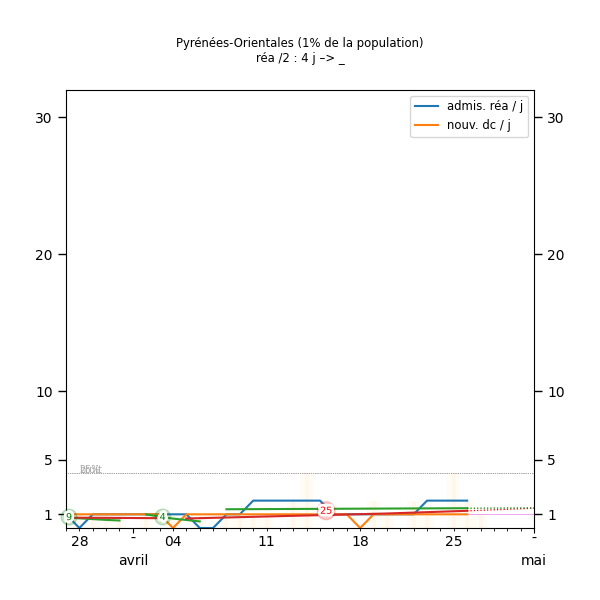 Pyrénées-Orientales (1% de la population)
réa /2 : 4 j –> _
admis. réa / j
nouv. dc / j
30 30
20 20
10 10
5 5
1 1
9 4 25
28 - 04 11 18 25 -
avril mai